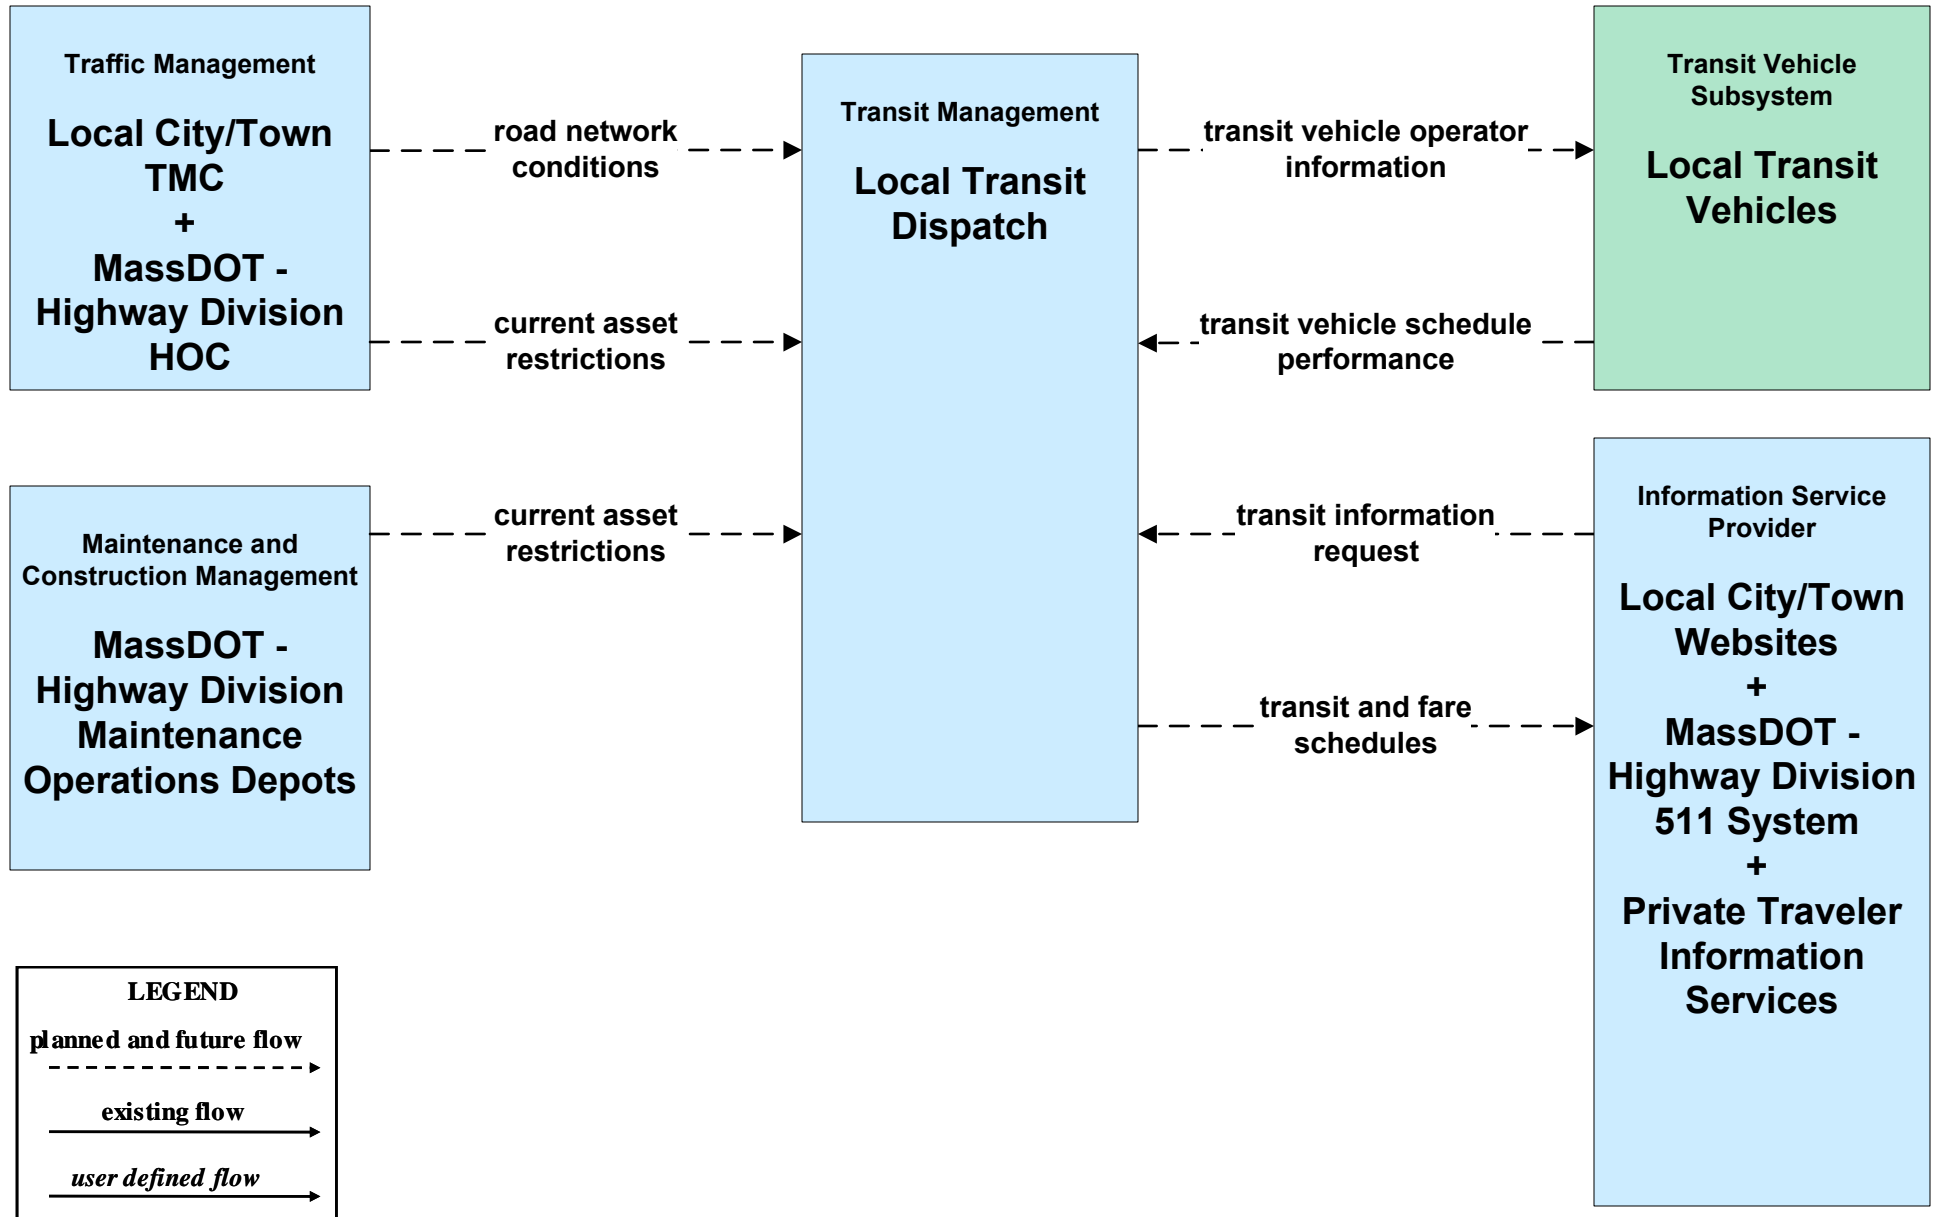 Traffic Management
Local City/Town
TMC
+
MassDOT -
Highway Division
HOC
road network
conditions
current asset
restrictions
Maintenance and
Construction Management
MassDOT -
Highway Division
Maintenance
Operations Depots
current asset
restrictions
Transit Management
Local Transit
Dispatch
transit vehicle operator
information
transit vehicle schedule
performance
transit information
request
transit and fare
schedules
Transit Vehicle
Subsystem
Local Transit
Vehicles
Information Service
Provider
Local City/Town
Websites
+
MassDOT -
Highway Division
511 System
+
Private Traveler
Information
Services
LEGEND
planned and future flow
existing flow
user defined flow